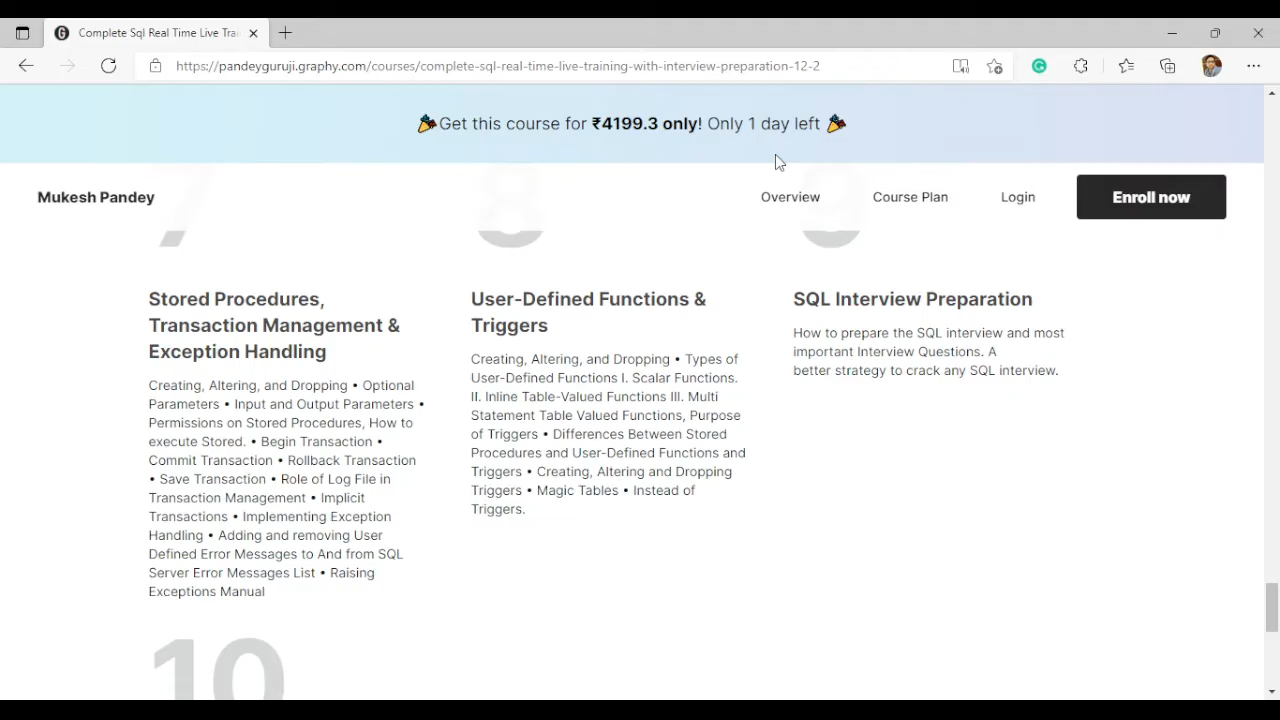 Complete Sql Real Time Live Trai
https://pandeyguruji.graphy.com/courses/complete-sql-real-time-live-training-with-interview-preparation-12-2
Get this course for ₹4199.3 only! Only 1 day left
Mukesh Pandey
Overview
Course Plan
Login
Enroll now
7
8
9
Stored Procedures,
Transaction Management &
Exception Handling
Creating, Altering, and Dropping • Optional
Parameters • Input and Output Parameters •
Permissions on Stored Procedures, How to
execute Stored. • Begin Transaction •
Commit Transaction • Rollback Transaction
• Save Transaction • Role of Log File in
Transaction Management • Implicit
Transactions • Implementing Exception
Handling • Adding and removing User
Defined Error Messages to And from SQL
Server Error Messages List • Raising
Exceptions Manual
User-Defined Functions &
Triggers
Creating, Altering, and Dropping • Types of
User-Defined Functions I. Scalar Functions.
II. Inline Table-Valued Functions III. Multi
Statement Table Valued Functions, Purpose
of Triggers • Differences Between Stored
Procedures and User-Defined Functions and
Triggers • Creating, Altering and Dropping
Triggers • Magic Tables • Instead of
Triggers.
SQL Interview Preparation
How to prepare the SQL interview and most
important Interview Questions. A
better strategy to crack any SQL interview.
10